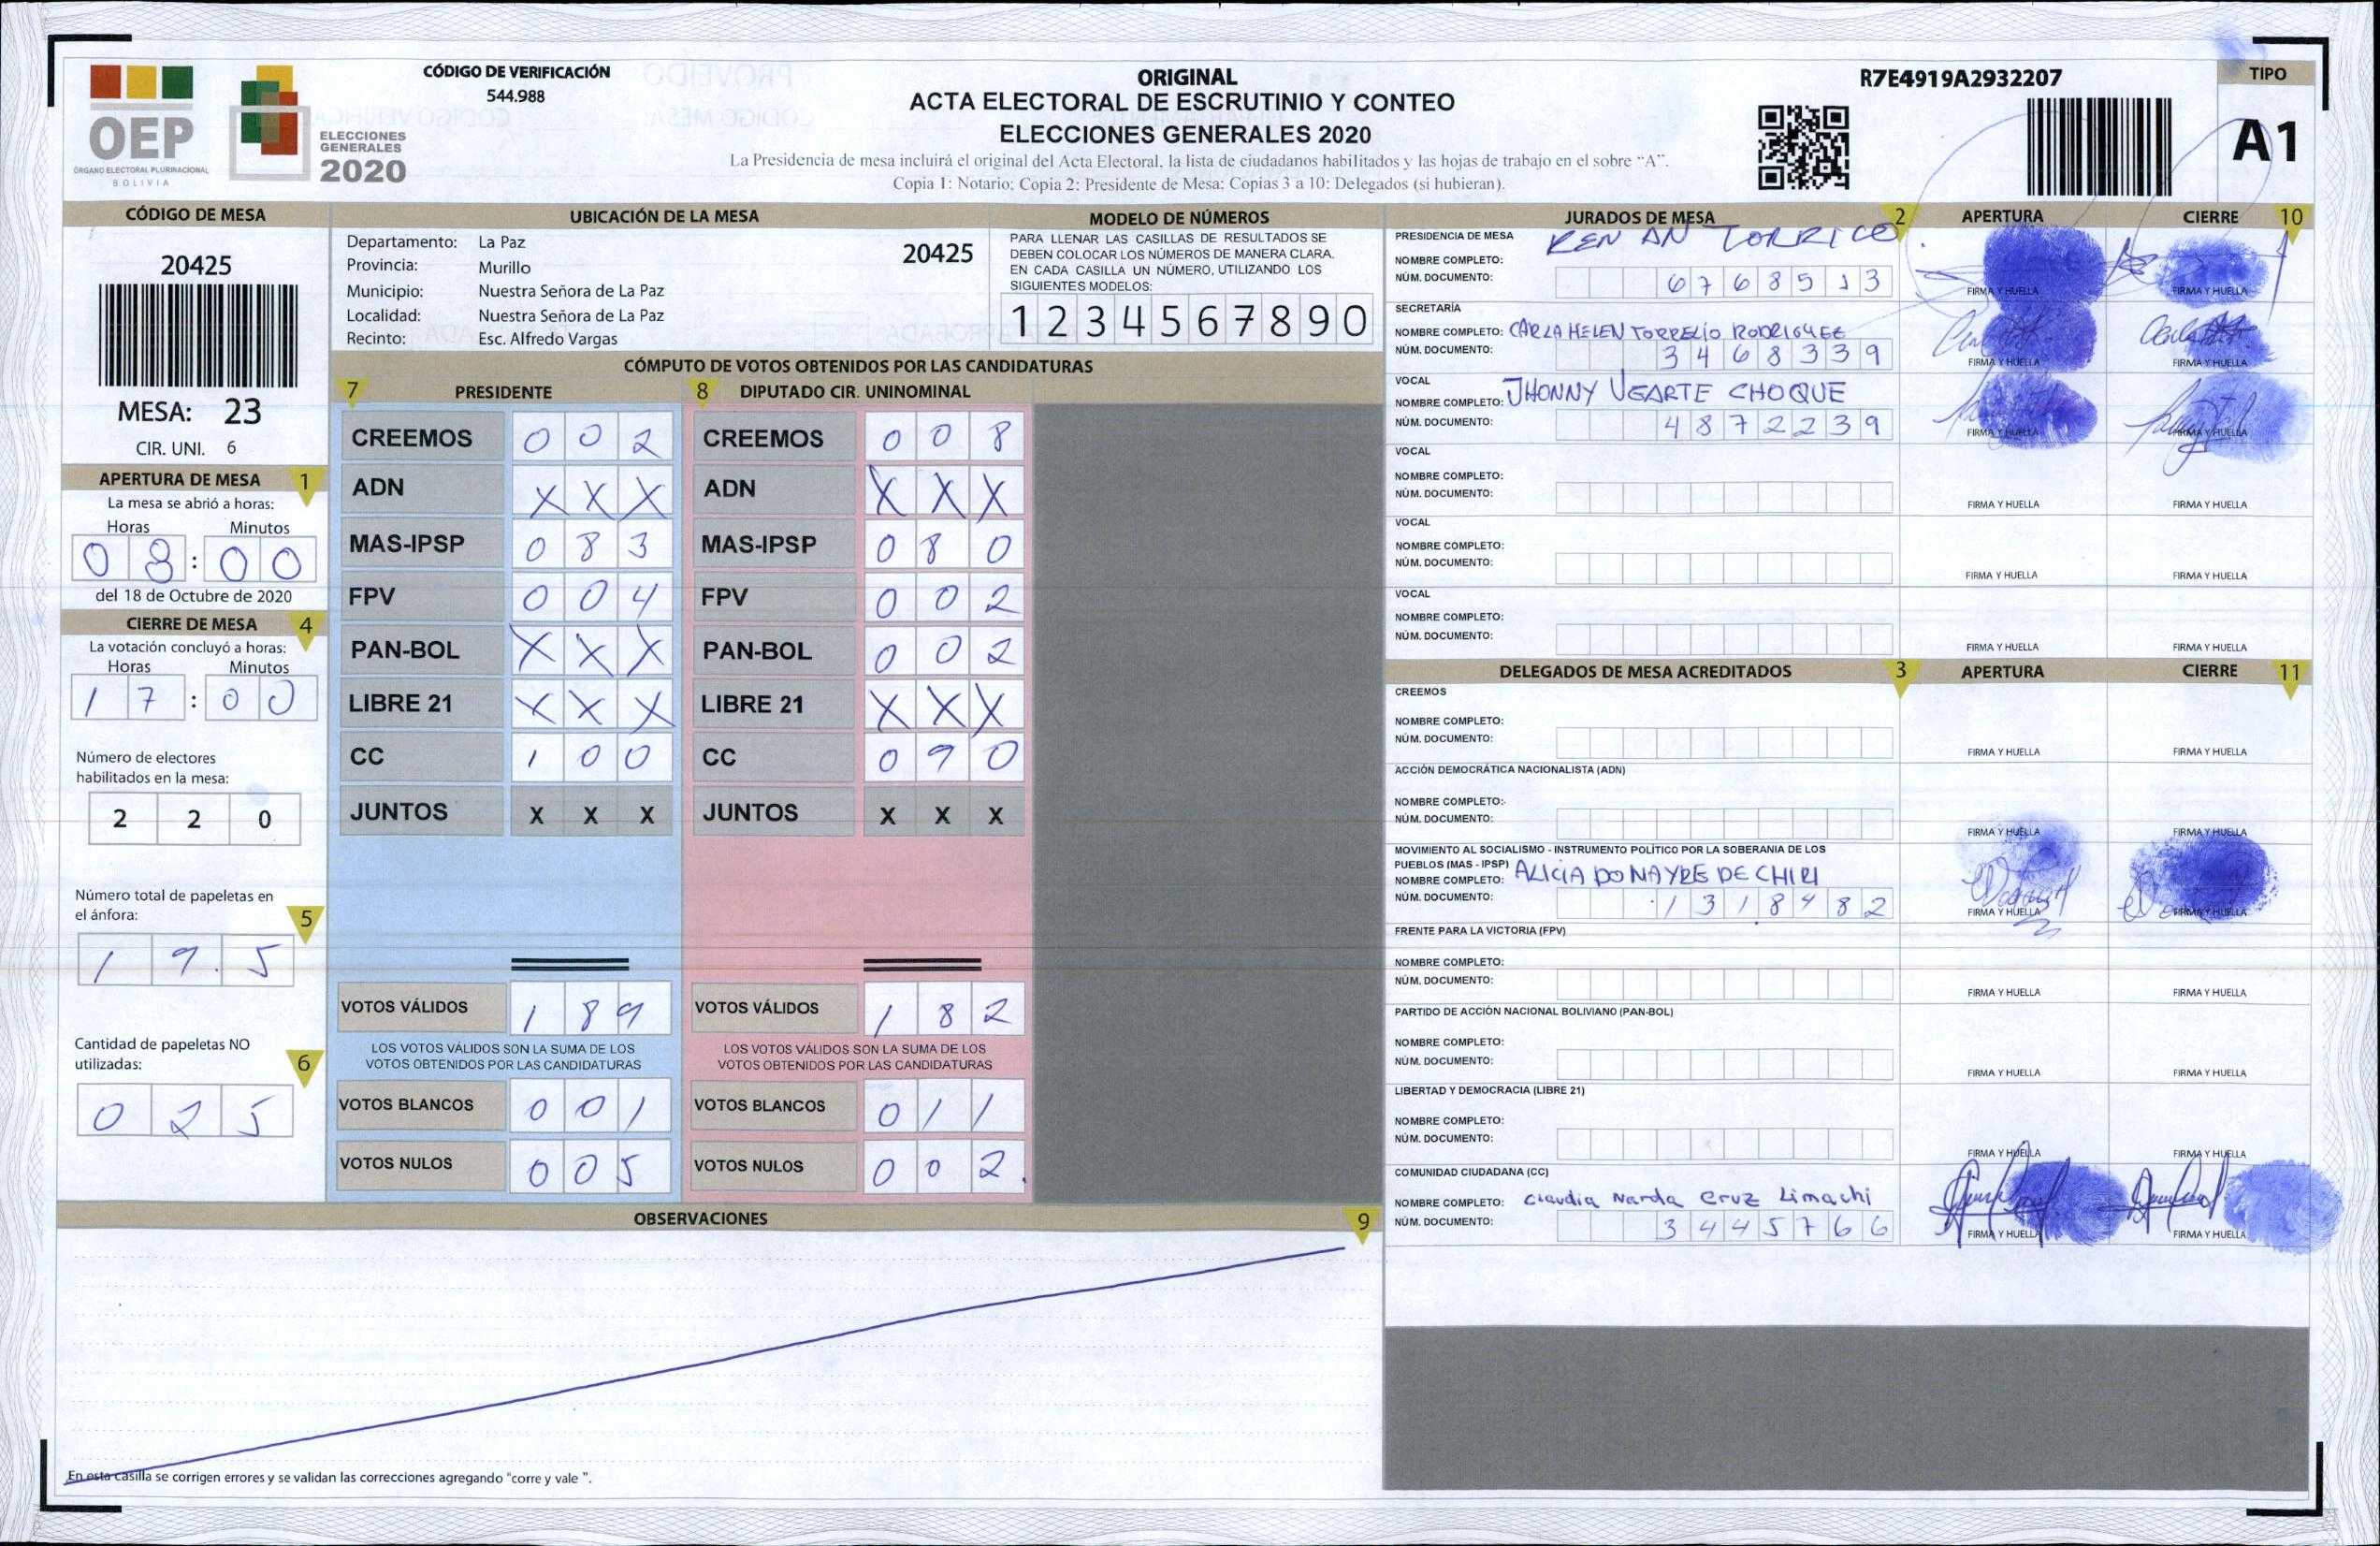 OEP
ÓRGANO ELECTORAL PLURINACIONAL
BOLIVIA
ELECCIONES
GENERALES
2020
CÓDIGO DE VERIFICACIÓN
544.988
ORIGINAL
ACTA ELECTORAL DE ESCRUTINIO Y CONTEO
ELECCIONES GENERALES 2020
La Presidencia de mesa incluirá el original del Acta Electoral, la lista de ciudadanos habilitados y las hojas de trabajo en el sobre "A".
Copia 1: Notario; Copia 2: Presidente de Mesa; Copias 3 a 10: Delegados (si hubieran).
R7E4919A2932207
TIPO
A1
CÓDIGO DE MESA
20425
MESA: 23
CIR. UNI. 6
APERTURA DE MESA 1
La mesa se abrió a horas:
Horas Minutos
08:00
del 18 de Octubre de 2020
CIERRE DE MESA 4
La votación concluyó a horas:
Horas Minutos
17:00
Número de electores
habilitados en la mesa:
2 2 0
Número total de papeletas en
el ánfora: 5
1 9 5
Cantidad de papeletas NO
utilizadas: 6
0 2 5
UBICACIÓN DE LA MESA
Departamento: La Paz 20425
Provincia: Murillo
Municipio: Nuestra Señora de La Paz
Localidad: Nuestra Señora de La Paz
Recinto: Esc. Alfredo Vargas
MODELO DE NÚMEROS
PARA LLENAR LAS CASILLAS DE RESULTADOS SE
DEBEN COLOCAR LOS NÚMEROS DE MANERA CLARA.
EN CADA CASILLA UN NÚMERO, UTILIZANDO LOS
SIGUIENTES MODELOS:
1 2 3 4 5 6 7 8 9 0
CÓMPUTO DE VOTOS OBTENIDOS POR LAS CANDIDATURAS
7 PRESIDENTE
CREEMOS 0 0 2
ADN X X X
MAS-IPSP 0 8 3
FPV 0 0 4
PAN-BOL X X X
LIBRE 21 X X X
CC 1 0 0
JUNTOS X X X
VOTOS VÁLIDOS 1 8 9
LOS VOTOS VÁLIDOS SON LA SUMA DE LOS
VOTOS OBTENIDOS POR LAS CANDIDATURAS
VOTOS BLANCOS 0 0 1
VOTOS NULOS 0 0 5
8 DIPUTADO CIR. UNINOMINAL
CREEMOS 0 0 8
ADN X X X
MAS-IPSP 0 8 0
FPV 0 0 2
PAN-BOL 0 0 2
LIBRE 21 X X X
CC 0 9 0
JUNTOS X X X
VOTOS VÁLIDOS 1 8 2
LOS VOTOS VÁLIDOS SON LA SUMA DE LOS
VOTOS OBTENIDOS POR LAS CANDIDATURAS
VOTOS BLANCOS 0 1 1
VOTOS NULOS 0 0 2
OBSERVACIONES 9
En esta casilla se corrigen errores y se validan las correcciones agregando "corre y vale ".
JURADOS DE MESA 2 APERTURA CIERRE 10
PRESIDENCIA DE MESA
NOMBRE COMPLETO: RENAN TORRICO
NÚM. DOCUMENTO: 6768513
FIRMA Y HUELLA FIRMA Y HUELLA
SECRETARÍA
NOMBRE COMPLETO: CARLA HELEN TORRELIO RODRIGUEZ
NÚM. DOCUMENTO: 3468339
FIRMA Y HUELLA FIRMA Y HUELLA
VOCAL
NOMBRE COMPLETO: JHONNY UGARTE CHOQUE
NÚM. DOCUMENTO: 4872239
FIRMA Y HUELLA FIRMA Y HUELLA
VOCAL
NOMBRE COMPLETO:
NÚM. DOCUMENTO:
FIRMA Y HUELLA FIRMA Y HUELLA
VOCAL
NOMBRE COMPLETO:
NÚM. DOCUMENTO:
FIRMA Y HUELLA FIRMA Y HUELLA
VOCAL
NOMBRE COMPLETO:
NÚM. DOCUMENTO:
FIRMA Y HUELLA FIRMA Y HUELLA
DELEGADOS DE MESA ACREDITADOS 3 APERTURA CIERRE 11
CREEMOS
NOMBRE COMPLETO:
NÚM. DOCUMENTO:
FIRMA Y HUELLA FIRMA Y HUELLA
ACCIÓN DEMOCRÁTICA NACIONALISTA (ADN)
NOMBRE COMPLETO:
NÚM. DOCUMENTO:
FIRMA Y HUELLA FIRMA Y HUELLA
MOVIMIENTO AL SOCIALISMO - INSTRUMENTO POLÍTICO POR LA SOBERANIA DE LOS
PUEBLOS (MAS - IPSP)
NOMBRE COMPLETO: ALICIA DONAYRE DE CHIRI
NÚM. DOCUMENTO: 1318482
FIRMA Y HUELLA FIRMA Y HUELLA
FRENTE PARA LA VICTORIA (FPV)
NOMBRE COMPLETO:
NÚM. DOCUMENTO:
FIRMA Y HUELLA FIRMA Y HUELLA
PARTIDO DE ACCIÓN NACIONAL BOLIVIANO (PAN-BOL)
NOMBRE COMPLETO:
NÚM. DOCUMENTO:
FIRMA Y HUELLA FIRMA Y HUELLA
LIBERTAD Y DEMOCRACIA (LIBRE 21)
NOMBRE COMPLETO:
NÚM. DOCUMENTO:
FIRMA Y HUELLA FIRMA Y HUELLA
COMUNIDAD CIUDADANA (CC)
NOMBRE COMPLETO: Claudia Narda Cruz Limachi
NÚM. DOCUMENTO: 3445766
FIRMA Y HUELLA FIRMA Y HUELLA